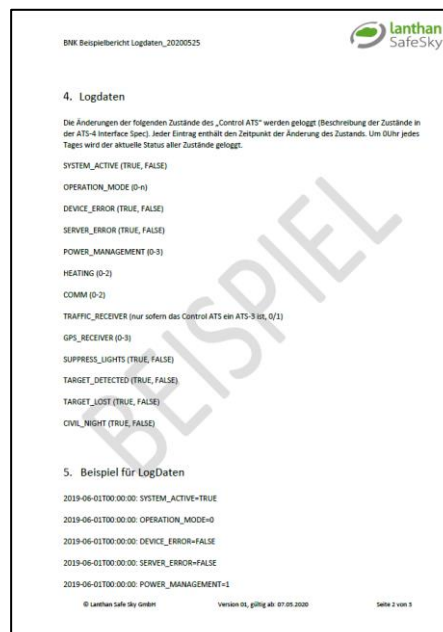 BNK Beispielbericht Logdaten_20200525
lanthan
SafeSky
4. Logdaten
Die Änderungen der folgenden Zustände des „Control ATS“ werden geloggt (Beschreibung der Zustände in
der ATS-4 Interface Spec). Jeder Eintrag enthält den Zeitpunkt der Änderung des Zustands. Um 0Uhr jedes
Tages wird der aktuelle Status aller Zustände geloggt.
SYSTEM_ACTIVE (TRUE, FALSE)
OPERATION_MODE (0-n)
DEVICE_ERROR (TRUE, FALSE)
SERVER_ERROR (TRUE, FALSE)
POWER_MANAGEMENT (0-3)
HEATING (0-2)
COMM (0-2)
TRAFFIC_RECEIVER (nur sofern das Control ATS ein ATS-3 ist, 0/1)
GPS_RECEIVER (0-3)
SUPPRESS_LIGHTS (TRUE, FALSE)
TARGET_DETECTED (TRUE, FALSE)
TARGET_LOST (TRUE, FALSE)
CIVIL_NIGHT (TRUE, FALSE)
BEISPIEL
5. Beispiel für LogDaten
2019-06-01T00:00:00: SYSTEM_ACTIVE=TRUE
2019-06-01T00:00:00: OPERATION_MODE=0
2019-06-01T00:00:00: DEVICE_ERROR=FALSE
2019-06-01T00:00:00: SERVER_ERROR=FALSE
2019-06-01T00:00:00: POWER_MANAGEMENT=1
© Lanthan Safe Sky GmbH Version 01, gültig ab: 07.05.2020 Seite 2 von 3